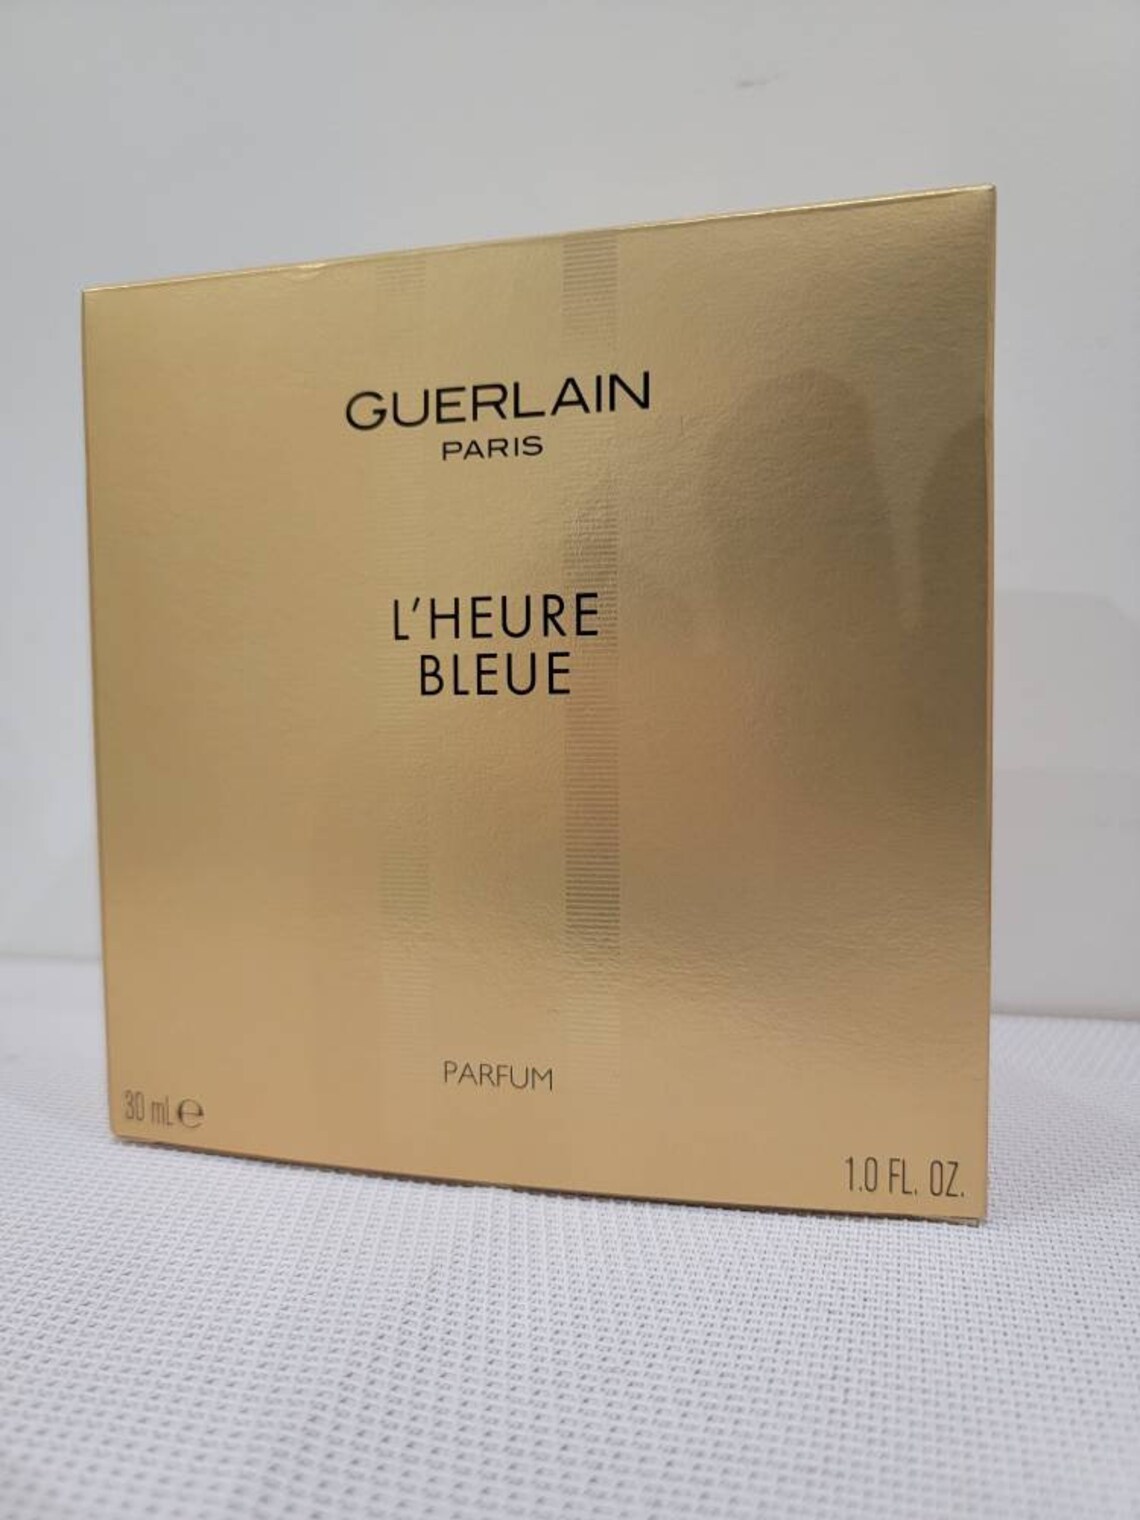 GUERLAIN
PARIS
L'HEURE
BLEUE
PARFUM
30 mL℮
1.0 FL. OZ.